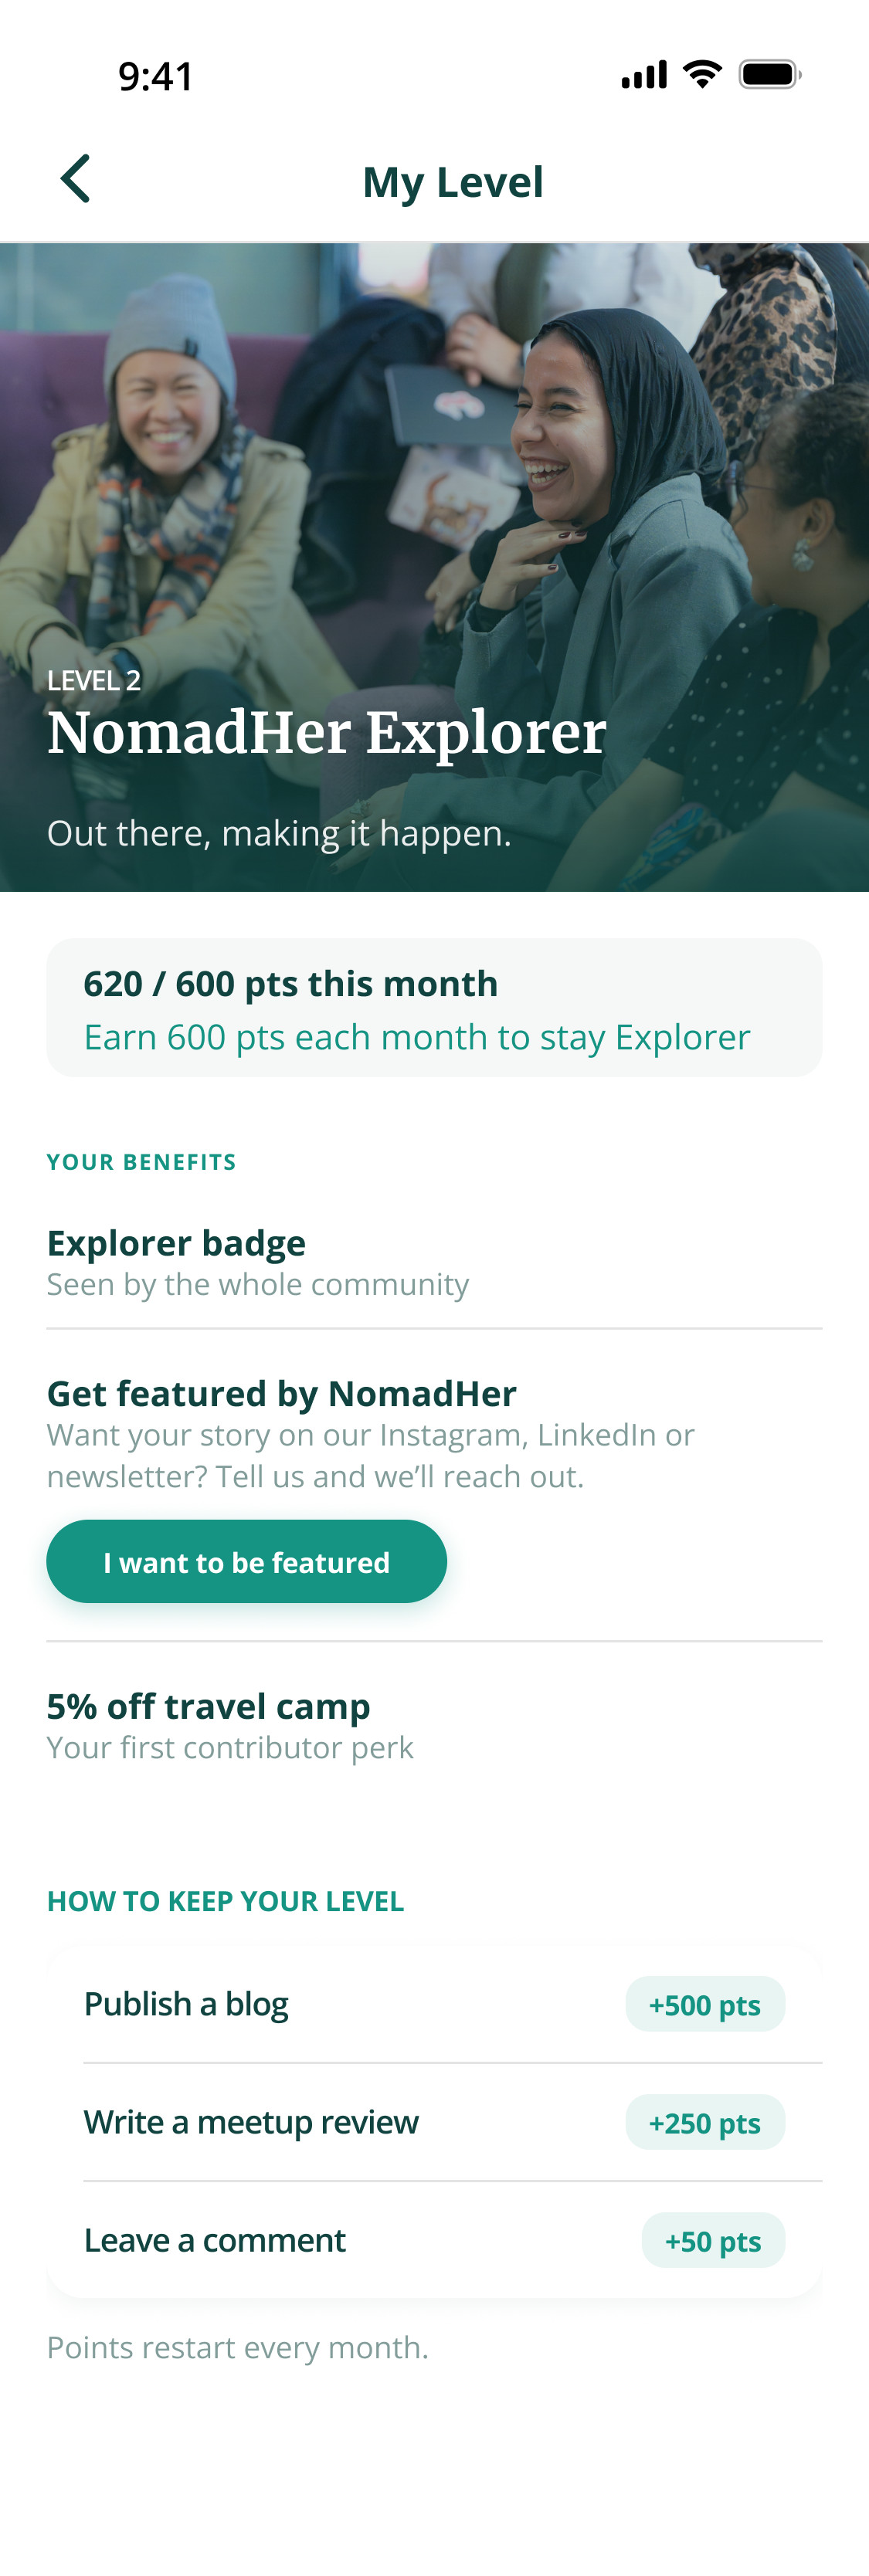 9:41
My Level
LEVEL 2
NomadHer Explorer
Out there, making it happen.
620 / 600 pts this month
Earn 600 pts each month to stay Explorer
YOUR BENEFITS
Explorer badge
Seen by the whole community
Get featured by NomadHer
Want your story on our Instagram, LinkedIn or
newsletter? Tell us and we’ll reach out.
I want to be featured
5% off travel camp
Your first contributor perk
HOW TO KEEP YOUR LEVEL
Publish a blog
+500 pts
Write a meetup review
+250 pts
Leave a comment
+50 pts
Points restart every month.